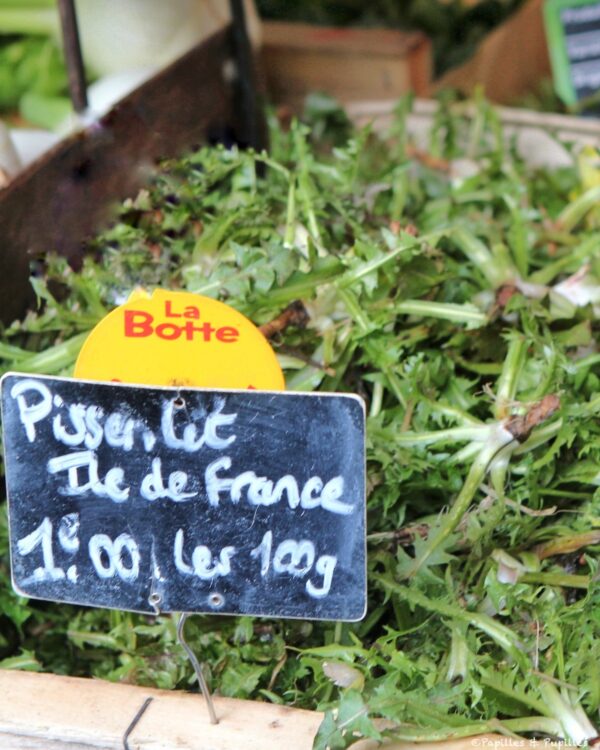 La
Botte
Pissenlit
Ile de France
1€00 Les 100g
©Papilles & Pupilles